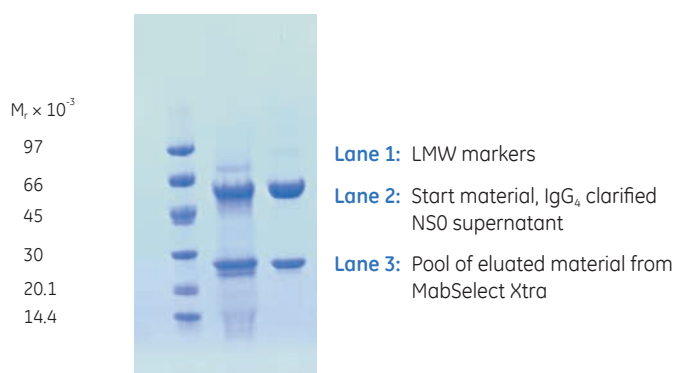 Mᵣ × 10⁻³
97
66
45
30
20.1
14.4
Lane 1: LMW markers
Lane 2: Start material, IgG₄ clarified
NS0 supernatant
Lane 3: Pool of eluated material from
MabSelect Xtra